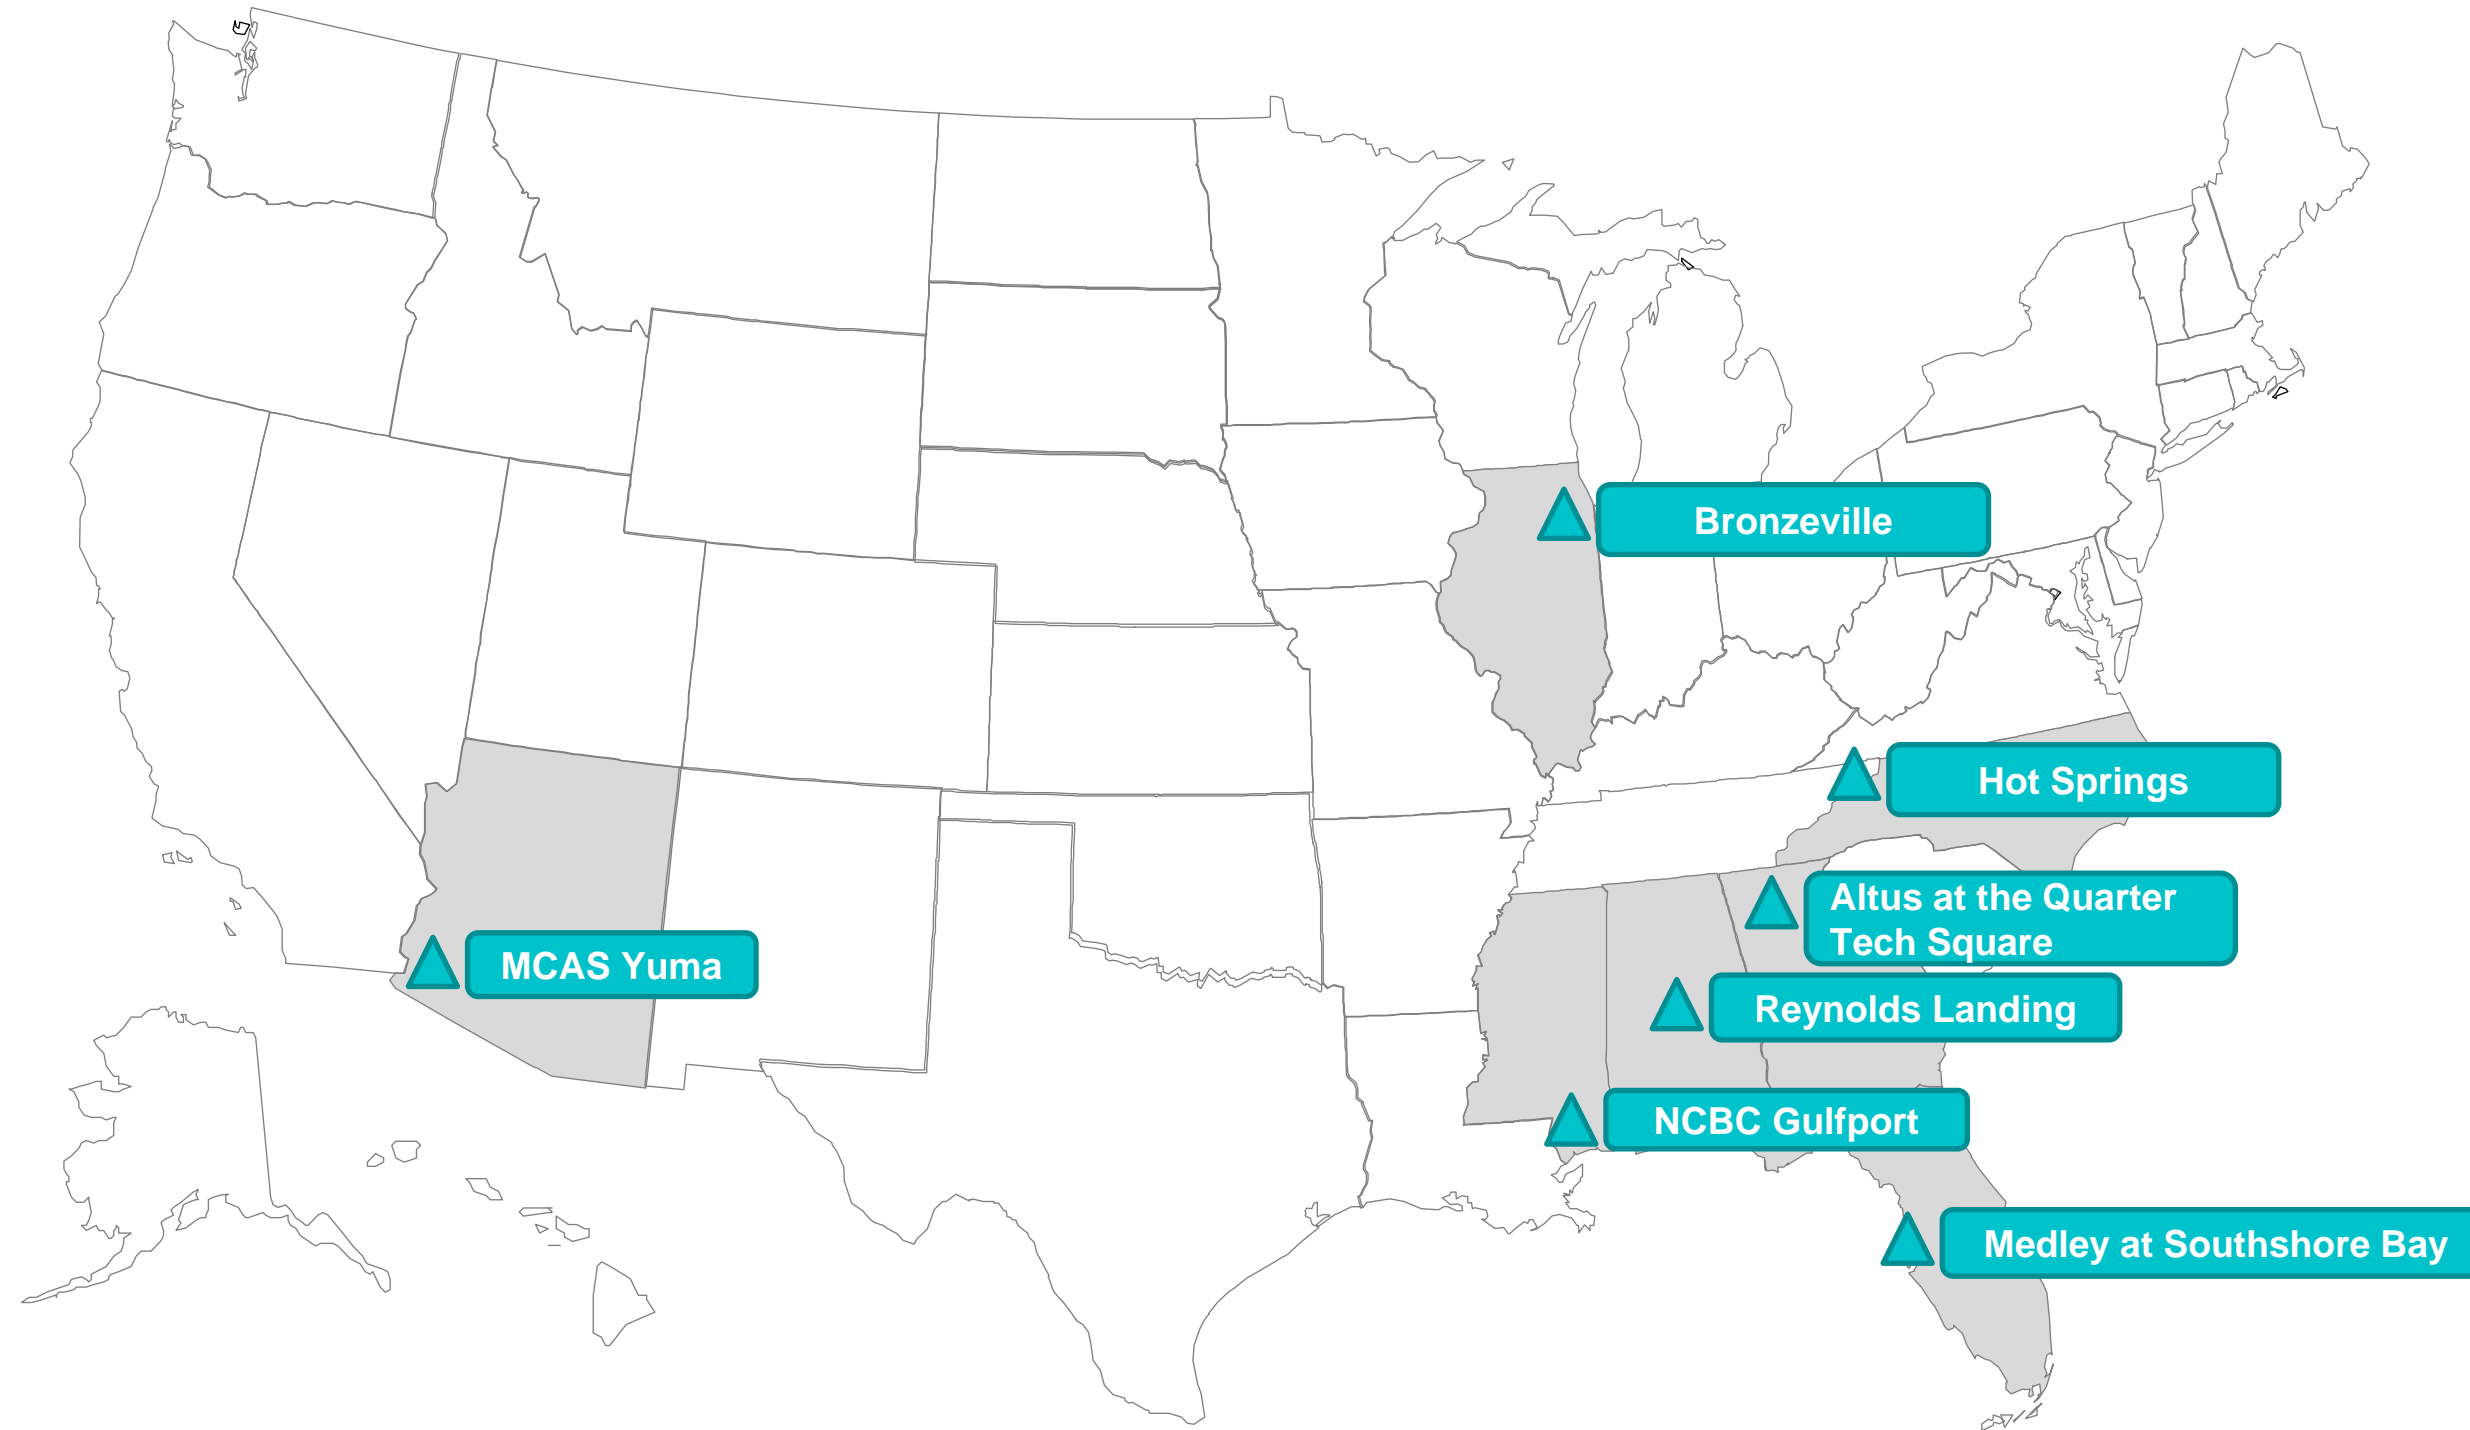 Bronzeville
Hot Springs
Altus at the Quarter
Tech Square
MCAS Yuma
Reynolds Landing
NCBC Gulfport
Medley at Southshore Bay